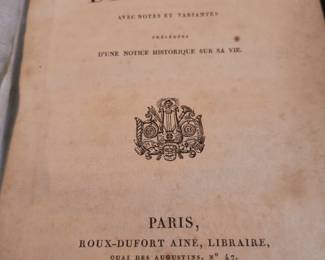 AVEC NOTES ET VARIANTES
PRÉCÉDÉES
D'UNE NOTICE HISTORIQUE SUR SA VIE.
PARIS,
ROUX-DUFORT AINÉ, LIBRAIRE,
QUAI DES AUGUSTINS, N° 42.